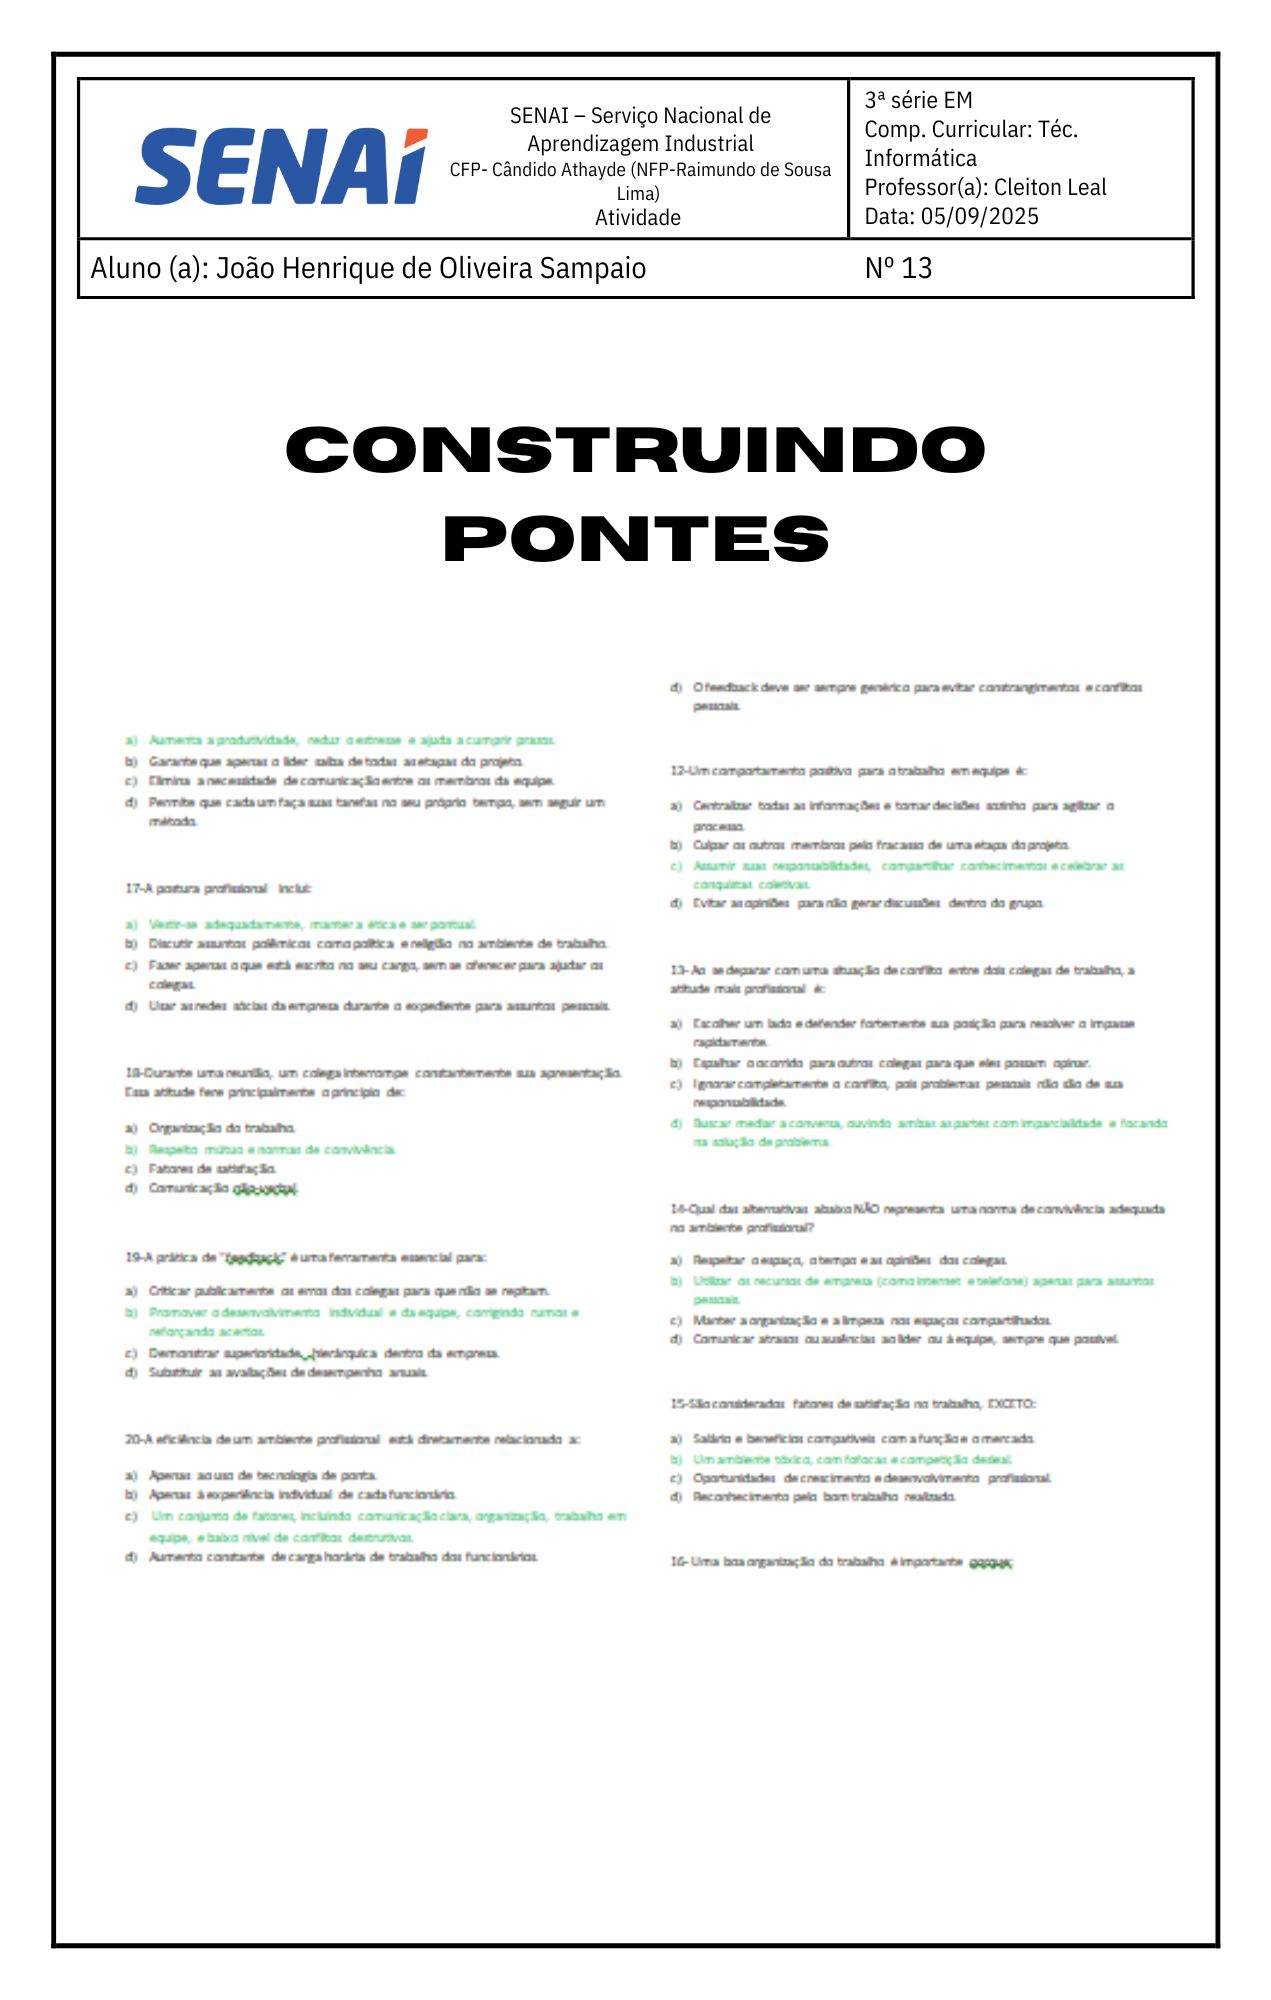 SENAI
SENAI – Serviço Nacional de
Aprendizagem Industrial
CFP- Cândido Athayde (NFP-Raimundo de Sousa
Lima)
Atividade
3ª série EM
Comp. Curricular: Téc.
Informática
Professor(a): Cleiton Leal
Data: 05/09/2025
Aluno (a): João Henrique de Oliveira Sampaio
Nº 13
CONSTRUINDO
PONTES
a) Aumenta a produtividade, reduz o estresse e ajuda a cumprir prazos.
b) Garante que apenas o líder saiba de todas as etapas do projeto.
c) Elimina a necessidade de comunicação entre os membros da equipe.
d) Permite que cada um faça suas tarefas no seu próprio tempo, sem seguir um
método.
17-A postura profissional inclui:
a) Vestir-se adequadamente, manter a ética e ser pontual.
b) Discutir assuntos polêmicos como política e religião no ambiente de trabalho.
c) Fazer apenas o que está escrito no seu cargo, sem se oferecer para ajudar os
colegas.
d) Usar as redes sócias da empresa durante o expediente para assuntos pessoais.
18-Durante uma reunião, um colega interrompe constantemente sua apresentação.
Essa atitude fere principalmente o princípio de:
a) Organização do trabalho.
b) Respeito mútuo e normas de convivência.
c) Fatores de satisfação.
d) Comunicação não-verbal.
19-A prática de "feedback" é uma ferramenta essencial para:
a) Criticar publicamente os erros dos colegas para que não se repitam.
b) Promover o desenvolvimento individual e da equipe, corrigindo rumos e
reforçando acertos.
c) Demonstrar superioridade hierárquica dentro da empresa.
d) Substituir as avaliações de desempenho anuais.
20-A eficiência de um ambiente profissional está diretamente relacionada a:
a) Apenas ao uso de tecnologia de ponta.
b) Apenas á experiência individual de cada funcionário.
c) Um conjunto de fatores, incluindo comunicação clara, organização, trabalho em
equipe, e baixo nível de conflitos destrutivos.
d) Aumento constante de carga horária de trabalho dos funcionários.
d) O feedback deve ser sempre genérico para evitar constrangimentos e conflitos
pessoais.
12-Um comportamento positivo para o trabalho em equipe é:
a) Centralizar todas as informações e tomar decisões sozinho para agilizar o
processo.
b) Culpar os outros membros pelo fracasso de uma etapa do projeto.
c) Assumir suas responsabilidades, compartilhar conhecimentos e celebrar as
conquistas coletivas.
d) Evitar as opiniões para não gerar discussões dentro do grupo.
13-Ao se deparar com uma situação de conflito entre dois colegas de trabalho, a
atitude mais profissional é:
a) Escolher um lado e defender fortemente sua posição para resolver o impasse
rapidamente.
b) Espalhar o ocorrido para outros colegas para que eles possam opinar.
c) Ignorar completamente o conflito, pois problemas pessoais não são de sua
responsabilidade.
d) Buscar mediar a conversa, ouvindo ambas as partes com imparcialidade e focando
na solução de problema.
14-Qual das alternativas abaixo NÃO representa uma norma de convivência adequada
no ambiente profissional?
a) Respeitar o espaço, o tempo e as opiniões dos colegas.
b) Utilizar os recursos de empresa (como internet e telefone) apenas para assuntos
pessoais.
c) Manter a organização e a limpeza nos espaços compartilhados.
d) Comunicar atrasos ou ausências ao líder ou à equipe, sempre que possível.
15-São considerados fatores de satisfação no trabalho, EXCETO:
a) Salário e benefícios compatíveis com a função e o mercado.
b) Um ambiente tóxico, com fofocas e competição desleal.
c) Oportunidades de crescimento e desenvolvimento profissional.
d) Reconhecimento pelo bom trabalho realizado.
16-Uma boa organização do trabalho é importante porque: